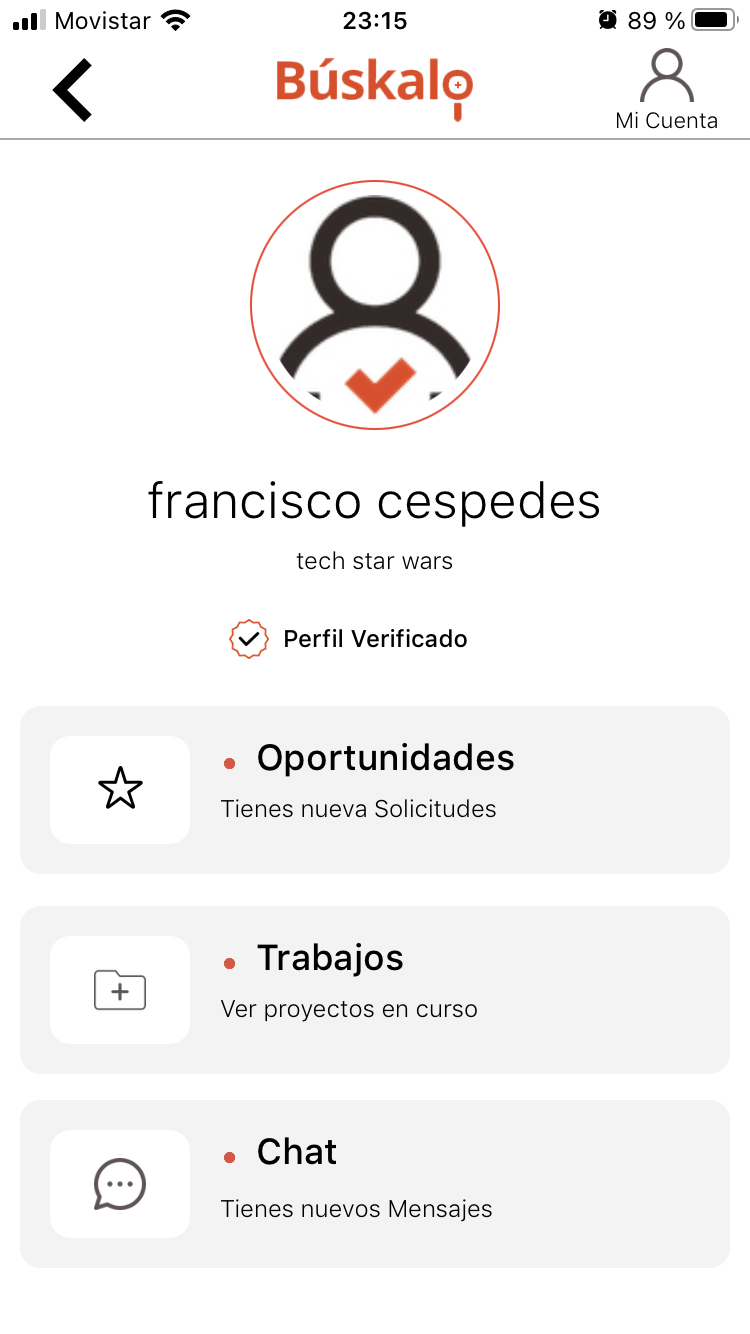 Movistar 23:15 89 %
Búskalo
Mi Cuenta
francisco cespedes
tech star wars
Perfil Verificado
Oportunidades
Tienes nueva Solicitudes
Trabajos
Ver proyectos en curso
Chat
Tienes nuevos Mensajes